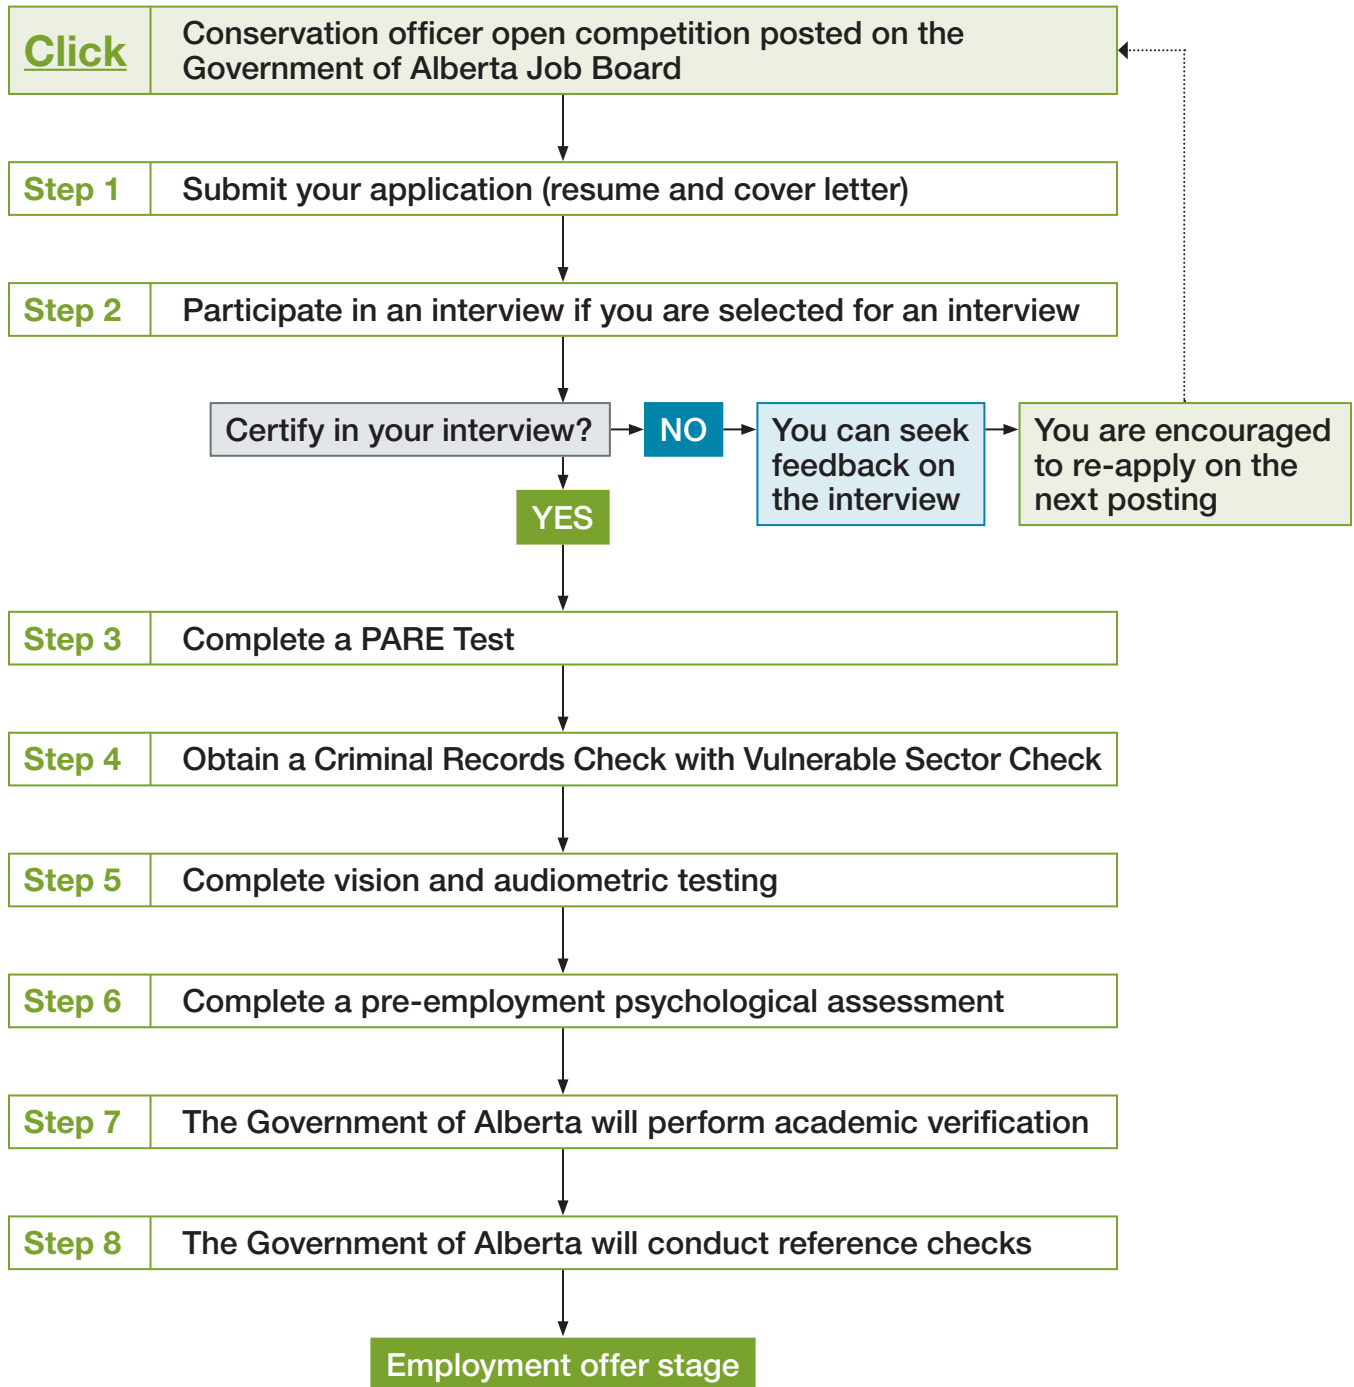 Click
Conservation officer open competition posted on the
Government of Alberta Job Board
Step 1
Submit your application (resume and cover letter)
Step 2
Participate in an interview if you are selected for an interview
Certify in your interview?
NO
You can seek
feedback on
the interview
You are encouraged
to re-apply on the
next posting
YES
Step 3
Complete a PARE Test
Step 4
Obtain a Criminal Records Check with Vulnerable Sector Check
Step 5
Complete vision and audiometric testing
Step 6
Complete a pre-employment psychological assessment
Step 7
The Government of Alberta will perform academic verification
Step 8
The Government of Alberta will conduct reference checks
Employment offer stage